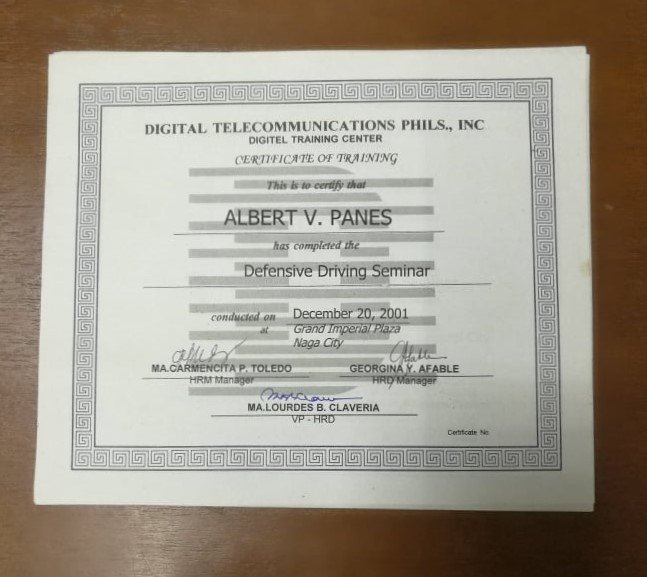 DIGITAL TELECOMMUNICATIONS PHILS., INC
DIGITEL TRAINING CENTER
CERTIFICATE OF TRAINING
This is to certify that
ALBERT V. PANES
has completed the
Defensive Driving Seminar
conducted on December 20, 2001
at Grand Imperial Plaza
Naga City
MA.CARMENCITA P. TOLEDO GEORGINA Y. AFABLE
HRM Manager HRD Manager
MA.LOURDES B. CLAVERIA
VP - HRD
Certificate No